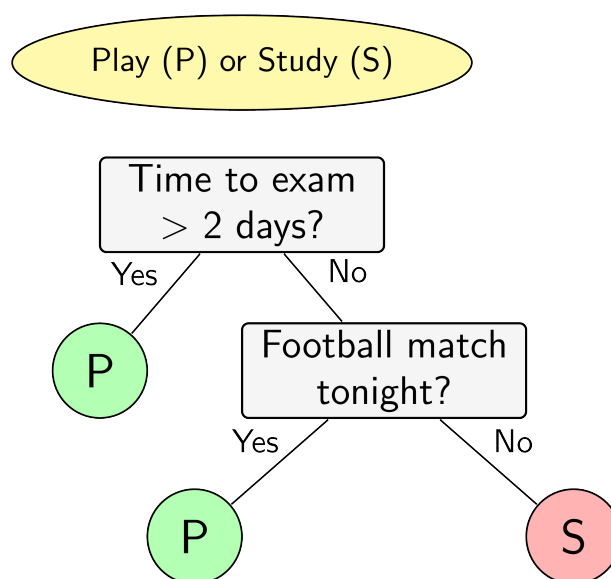 Play (P) or Study (S)
Time to exam
> 2 days?
Yes
No
P
Football match
tonight?
Yes
No
P
S